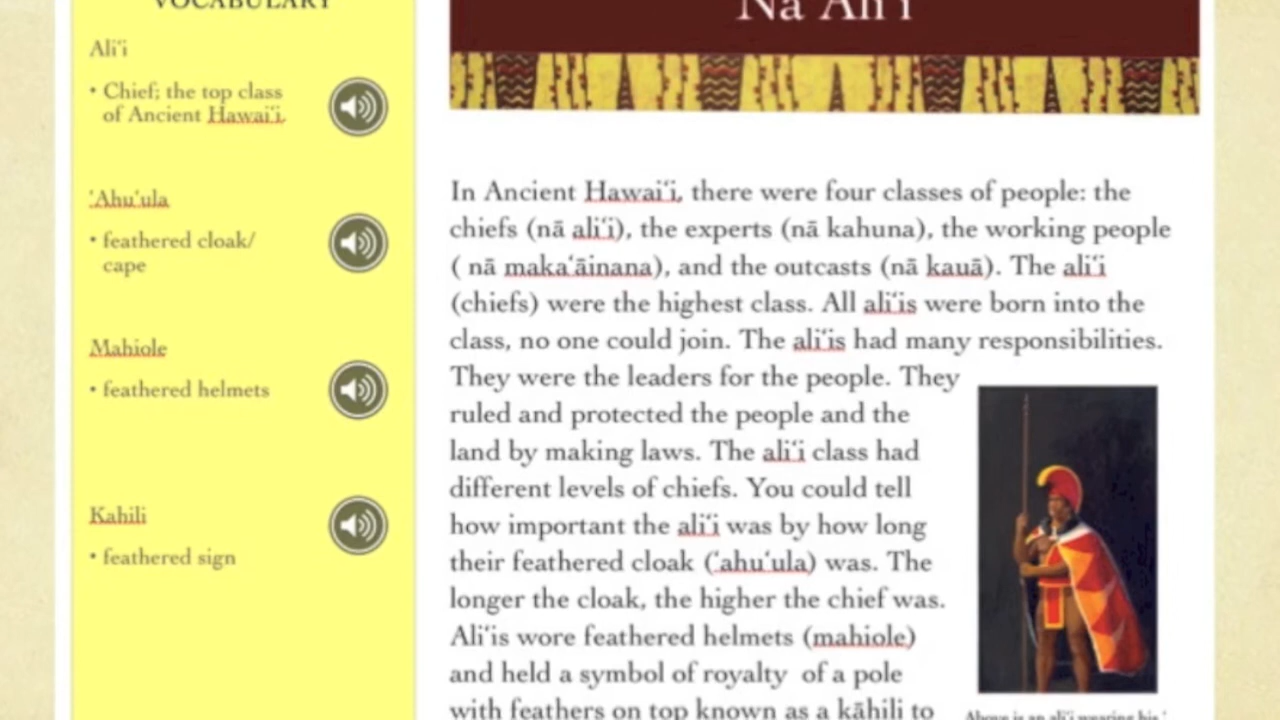 VOCABULARY
Ali‘i
• Chief; the top class
of Ancient Hawai‘i.
‘Ahu‘ula
• feathered cloak/
cape
Mahiole
• feathered helmets
Kahili
• feathered sign
Nā Ali‘i
In Ancient Hawai‘i, there were four classes of people: the
chiefs (nā ali‘i), the experts (nā kahuna), the working people
( nā maka‘āinana), and the outcasts (nā kauā). The ali‘i
(chiefs) were the highest class. All ali‘is were born into the
class, no one could join. The ali‘is had many responsibilities.
They were the leaders for the people. They
ruled and protected the people and the
land by making laws. The ali‘i class had
different levels of chiefs. You could tell
how important the ali‘i was by how long
their feathered cloak (‘ahu‘ula) was. The
longer the cloak, the higher the chief was.
Ali‘is wore feathered helmets (mahiole)
and held a symbol of royalty of a pole
with feathers on top known as a kāhili to
Above is an ali‘i wearing his ‘